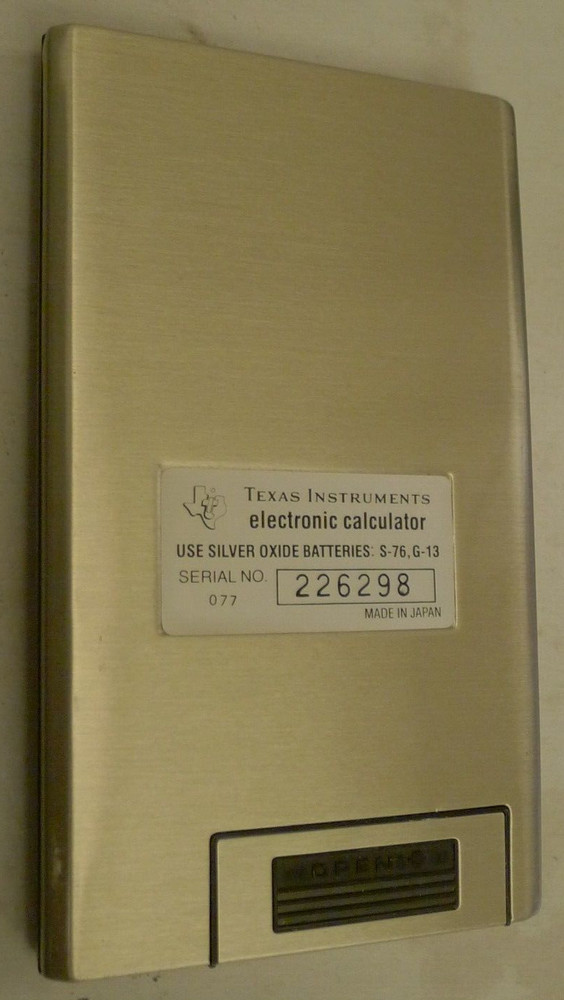 TEXAS INSTRUMENTS
electronic calculator
USE SILVER OXIDE BATTERIES: S-76, G-13
SERIAL NO. 226298
077
MADE IN JAPAN
OPEN